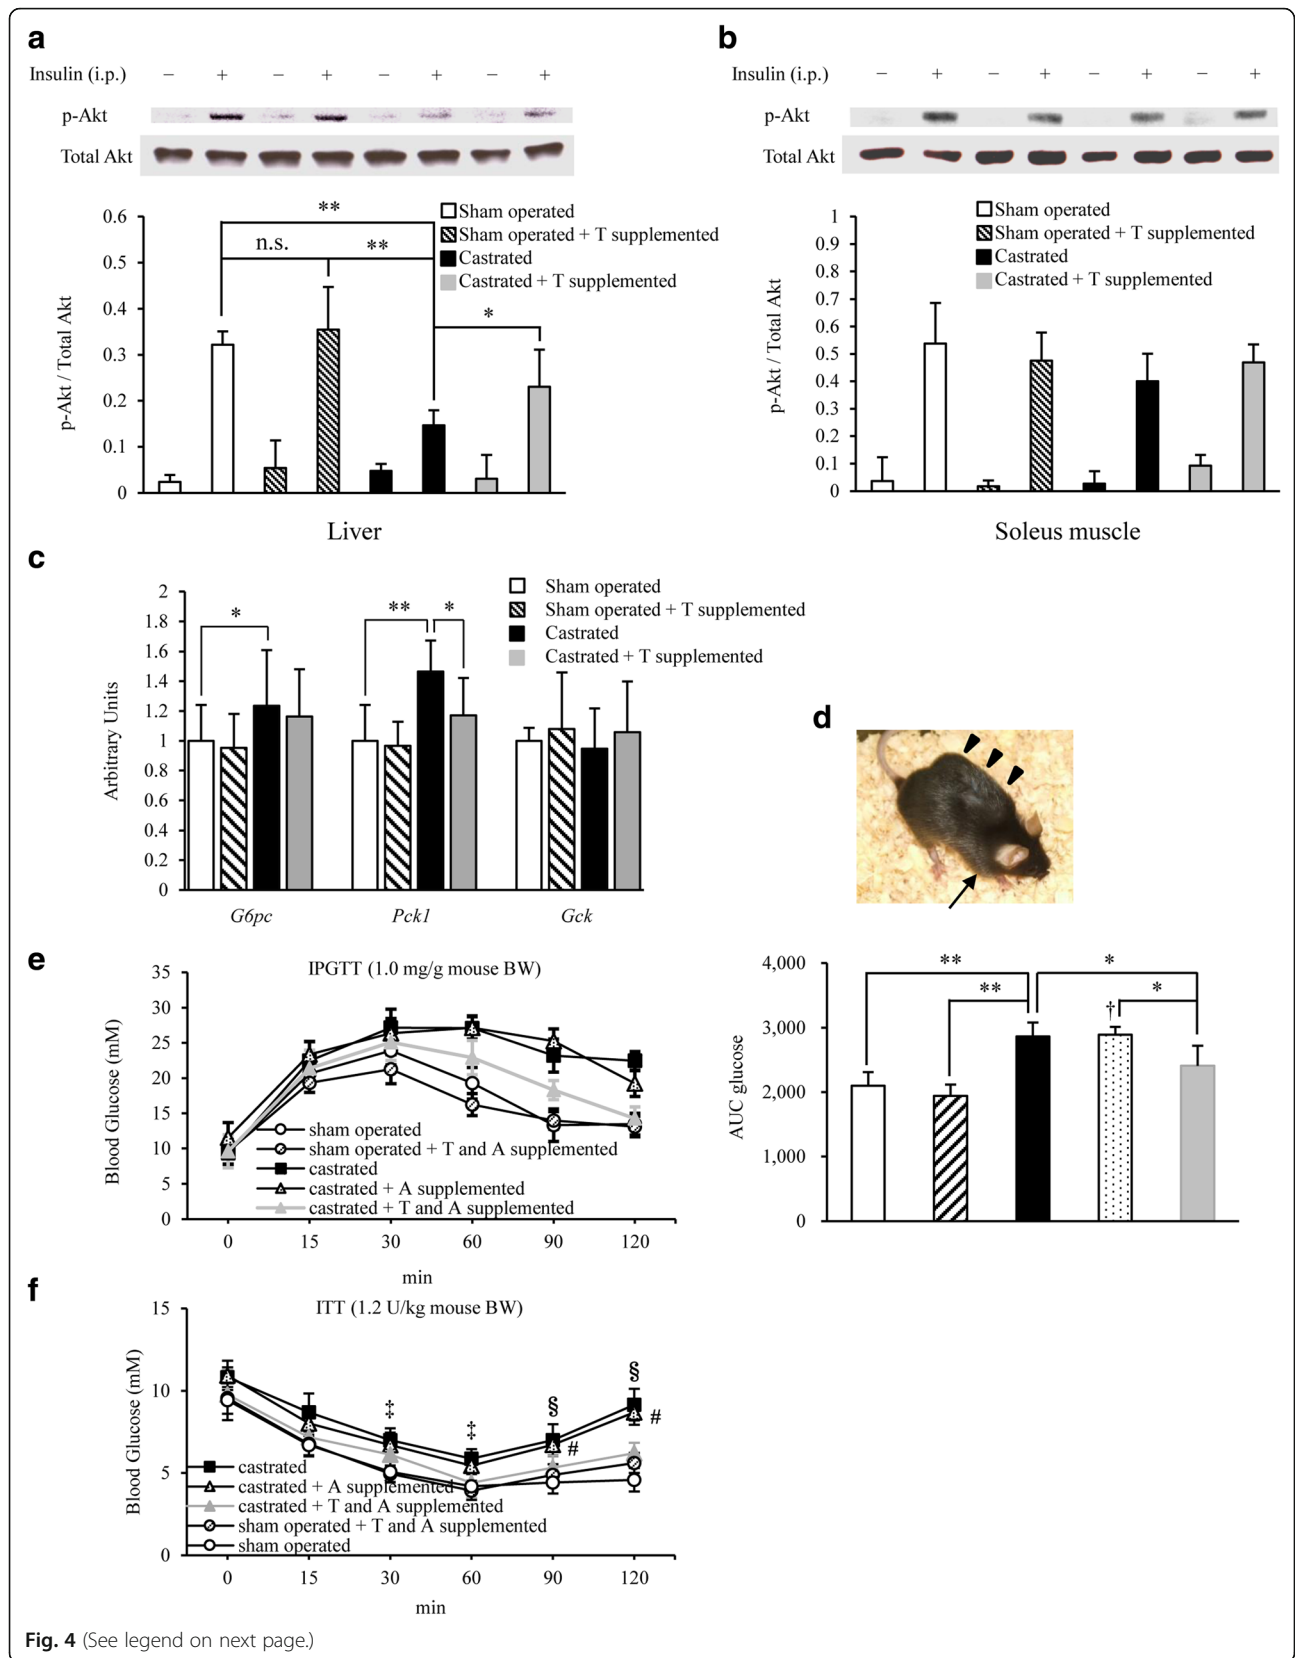 a
Insulin (i.p.) − + − + − + − +
p-Akt
Total Akt
0.6
0.5
0.4
0.3
0.2
0.1
0
p-Akt / Total Akt
** n.s. ** *
Sham operated
Sham operated + T supplemented
Castrated
Castrated + T supplemented
Liver
b
Insulin (i.p.) − + − + − + − +
p-Akt
Total Akt
1
0.9
0.8
0.7
0.6
0.5
0.4
0.3
0.2
0.1
0
p-Akt / Total Akt
Sham operated
Sham operated + T supplemented
Castrated
Castrated + T supplemented
Soleus muscle
c
2
1.8
1.6
1.4
1.2
1
0.8
0.6
0.4
0.2
0
Arbitrary Units
* ** *
Sham operated
Sham operated + T supplemented
Castrated
Castrated + T supplemented
G6pc Pck1 Gck
d
e
IPGTT (1.0 mg/g mouse BW)
35
30
25
20
15
10
5
0
Blood Glucose (mM)
sham operated
sham operated + T and A supplemented
castrated
castrated + A supplemented
castrated + T and A supplemented
0 15 30 60 90 120
min
4,000
3,000
2,000
1,000
0
AUC glucose
** *
** † *
f
ITT (1.2 U/kg mouse BW)
15
10
5
0
Blood Glucose (mM)
‡ ‡ § §
# #
castrated
castrated + A supplemented
castrated + T and A supplemented
sham operated + T and A supplemented
sham operated
0 15 30 60 90 120
min
Fig. 4 (See legend on next page.)